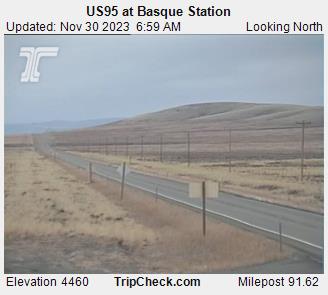 US95 at Basque Station
Updated: Nov 30 2023 6:59 AM Looking North
Elevation 4460 TripCheck.com Milepost 91.62